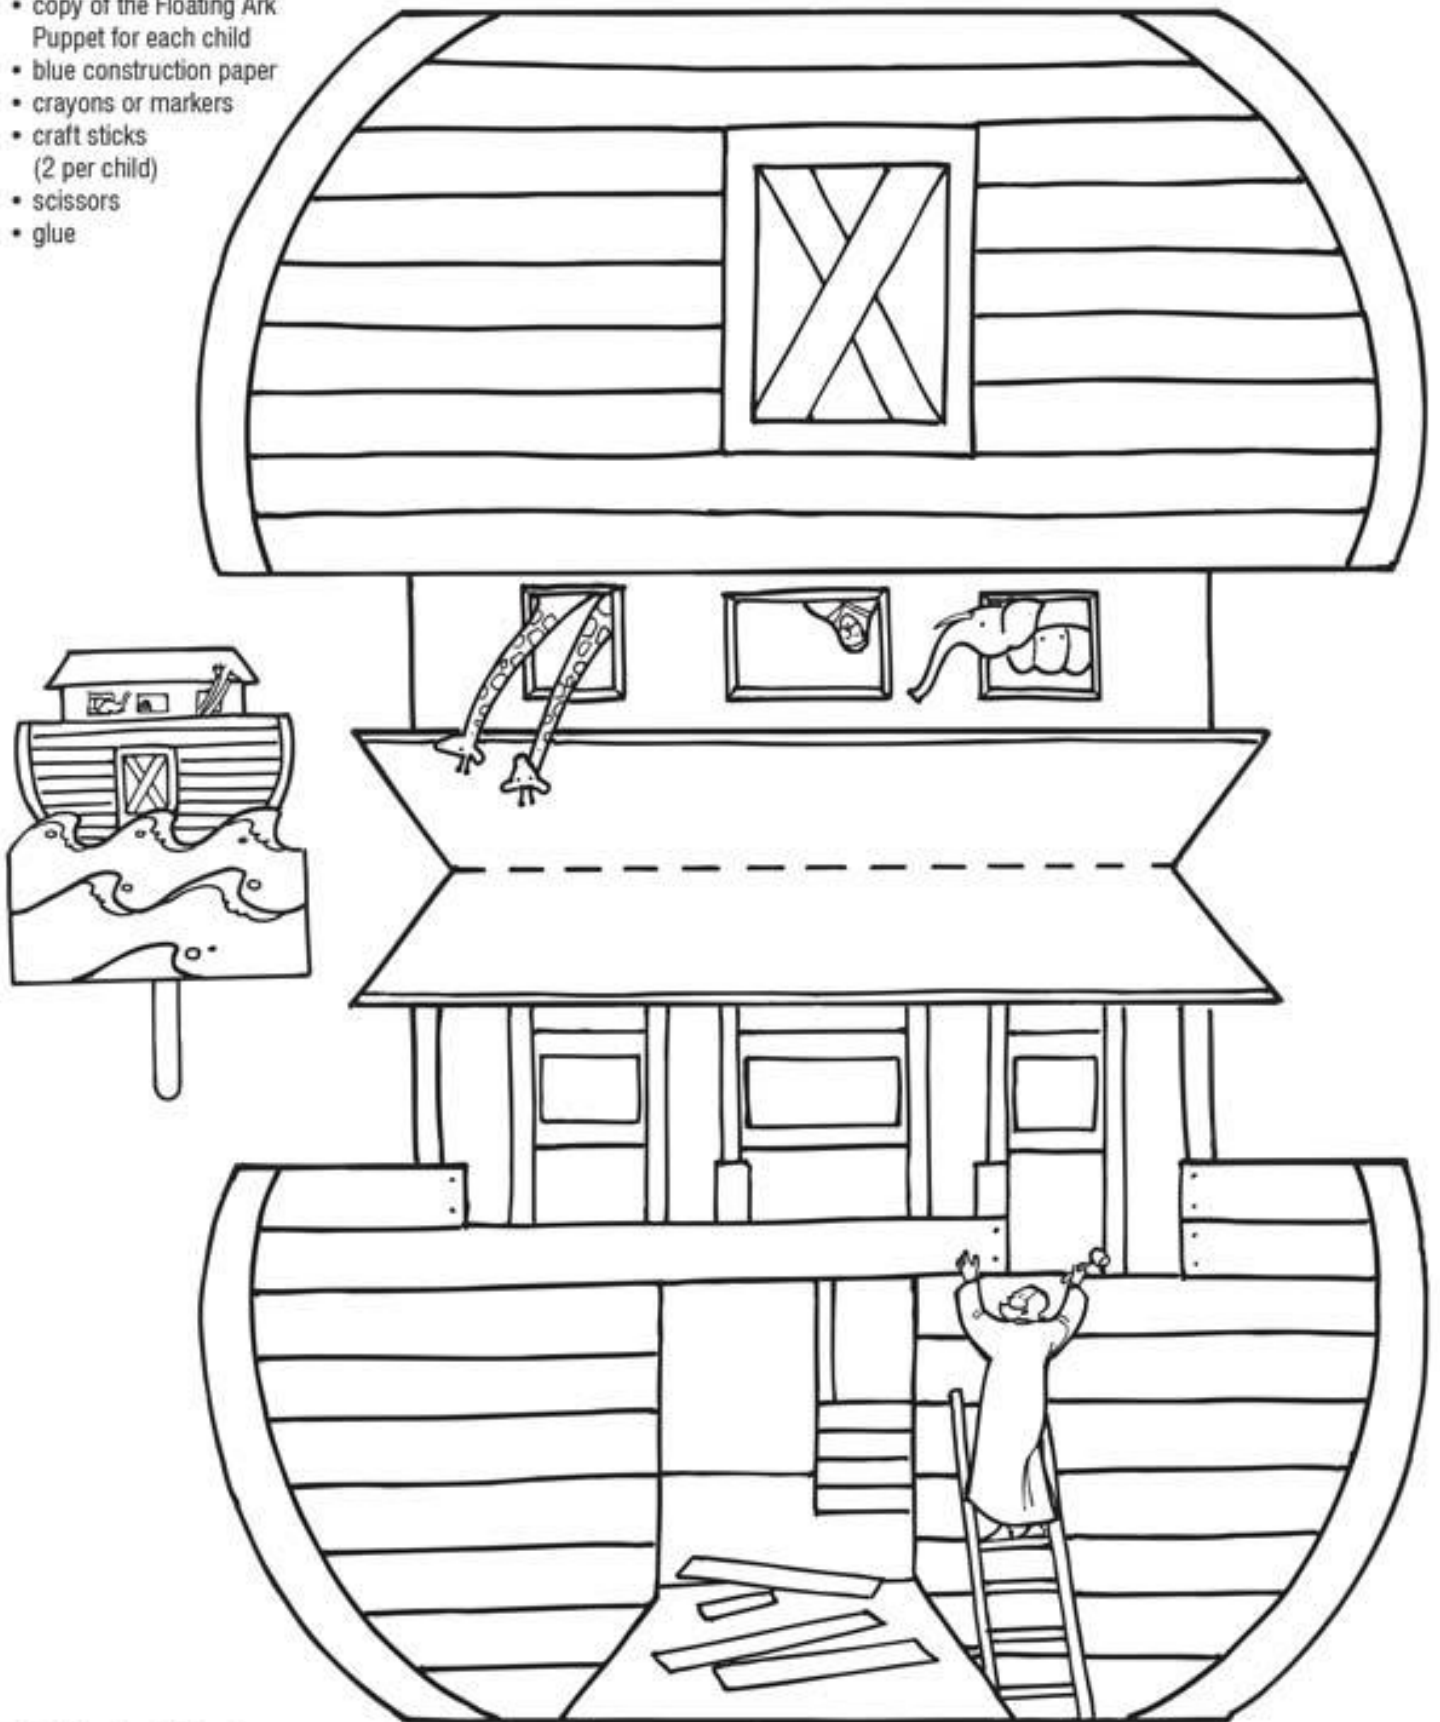 • copy of the Floating Ark
Puppet for each child
• blue construction paper
• crayons or markers
• craft sticks
(2 per child)
• scissors
• glue